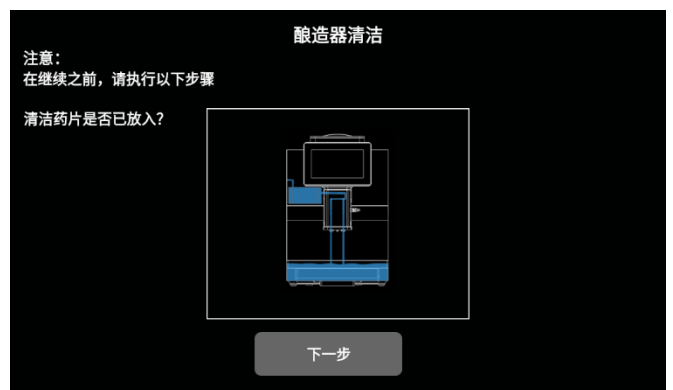 酿造器清洁
注意：
在继续之前，请执行以下步骤
清洁药片是否已放入？
下一步